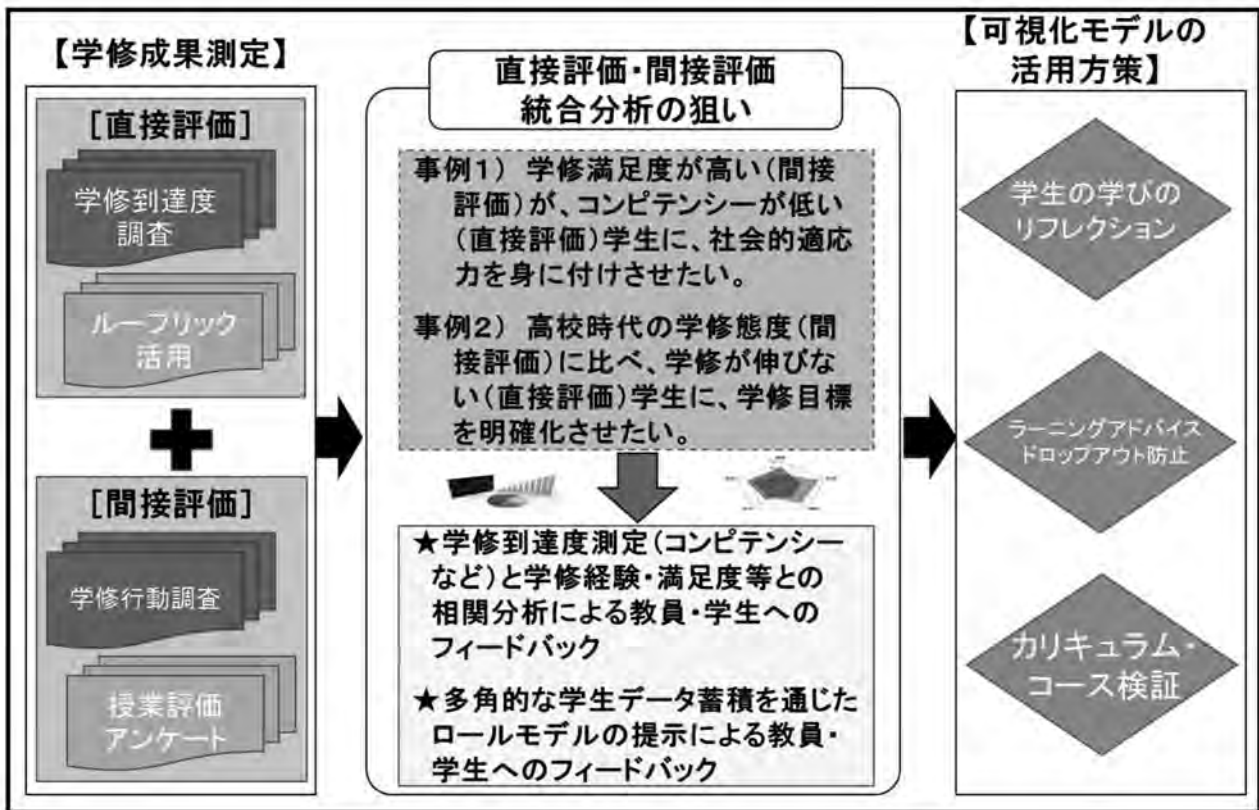 【学修成果測定】
[直接評価]
学修到達度
調査
ルーブリック
活用
[間接評価]
学修行動調査
授業評価
アンケート
直接評価・間接評価
統合分析の狙い
事例1) 学修満足度が高い(間接
評価)が、コンピテンシーが低い
(直接評価)学生に、社会的適応
力を身に付けさせたい。
事例2) 高校時代の学修態度(間
接評価)に比べ、学修が伸びな
い(直接評価)学生に、学修目標
を明確化させたい。
★学修到達度測定(コンピテンシー
など)と学修経験・満足度等との
相関分析による教員・学生への
フィードバック
★多角的な学生データ蓄積を通じた
ロールモデルの提示による教員・
学生へのフィードバック
【可視化モデルの
活用方策】
学生の学びの
リフレクション
ラーニングアドバイス
ドロップアウト防止
カリキュラム・
コース検証